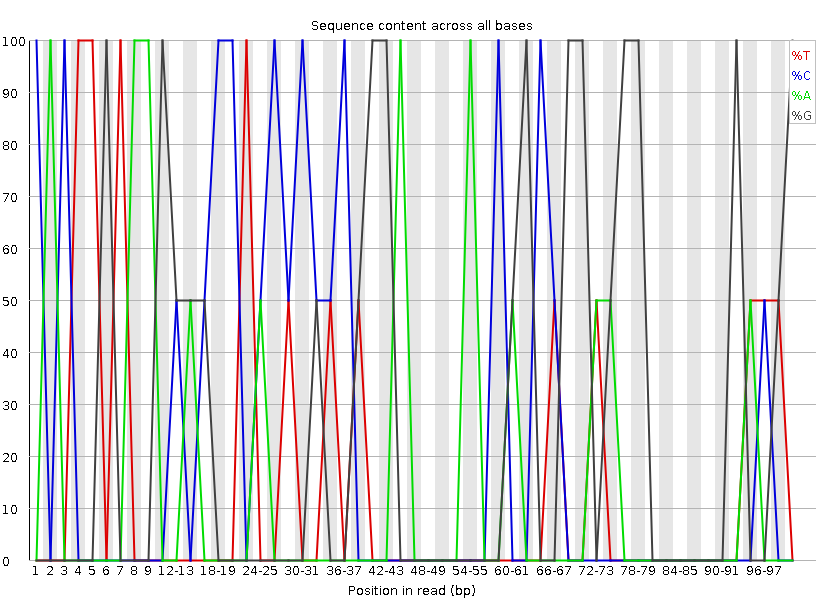 Sequence content across all bases
100
90
80
70
60
50
40
30
20
10
0
%T
%C
%A
%G
1 2 3 4 5 6 7 8 9 12-13 18-19 24-25 30-31 36-37 42-43 48-49 54-55 60-61 66-67 72-73 78-79 84-85 90-91 96-97
Position in read (bp)